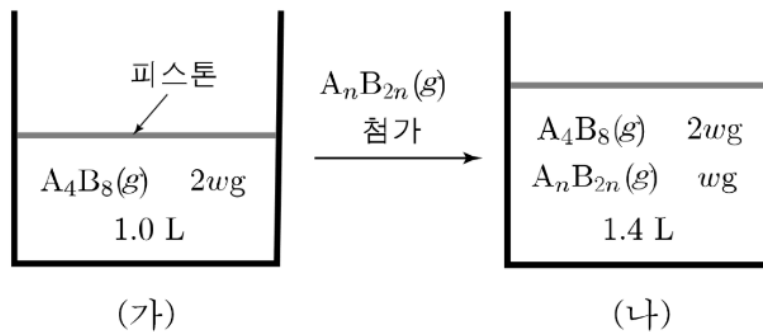 피스톤
A₄B₈(g) 2wg
1.0 L
(가)
AₙB₂ₙ(g)
첨가
A₄B₈(g) 2wg
AₙB₂ₙ(g) wg
1.4 L
(나)